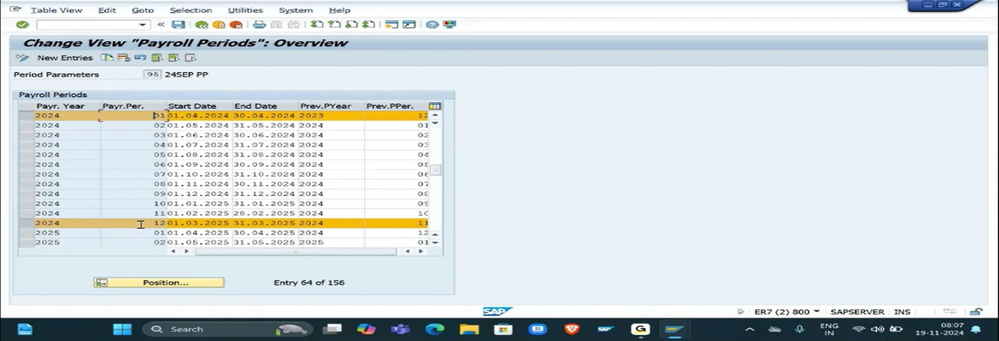 Table View Edit Goto Selection Utilities System Help
Change View "Payroll Periods": Overview
New Entries
Period Parameters 95 24SEP PP
Payroll Periods
Payr. Year Payr.Per. Start Date End Date Prev.PYear Prev.PPer.
2024 01 01.04.2024 30.04.2024 2023 12
2024 02 01.05.2024 31.05.2024 2024 01
2024 03 01.06.2024 30.06.2024 2024 02
2024 04 01.07.2024 31.07.2024 2024 03
2024 05 01.08.2024 31.08.2024 2024 04
2024 06 01.09.2024 30.09.2024 2024 05
2024 07 01.10.2024 31.10.2024 2024 06
2024 08 01.11.2024 30.11.2024 2024 07
2024 09 01.12.2024 31.12.2024 2024 08
2024 10 01.01.2025 31.01.2025 2024 09
2024 11 01.02.2025 28.02.2025 2024 10
2024 12 01.03.2025 31.03.2025 2024 11
2025 01 01.04.2025 30.04.2025 2024 12
2025 02 01.05.2025 31.05.2025 2025 01
Position... Entry 64 of 156
SAP ER7 (2) 800 SAPSERVER INS
Search ENG 08:07
IN 19-11-2024